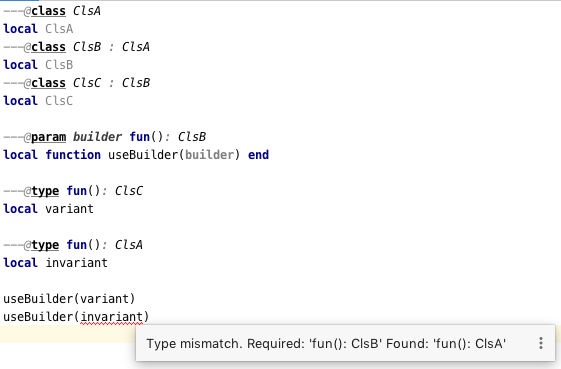 ---@class ClsA
local ClsA
---@class ClsB : ClsA
local ClsB
---@class ClsC : ClsB
local ClsC
---@param builder fun(): ClsB
local function useBuilder(builder) end
---@type fun(): ClsC
local variant
---@type fun(): ClsA
local invariant
useBuilder(variant)
useBuilder(invariant)
Type mismatch. Required: 'fun(): ClsB' Found: 'fun(): ClsA'